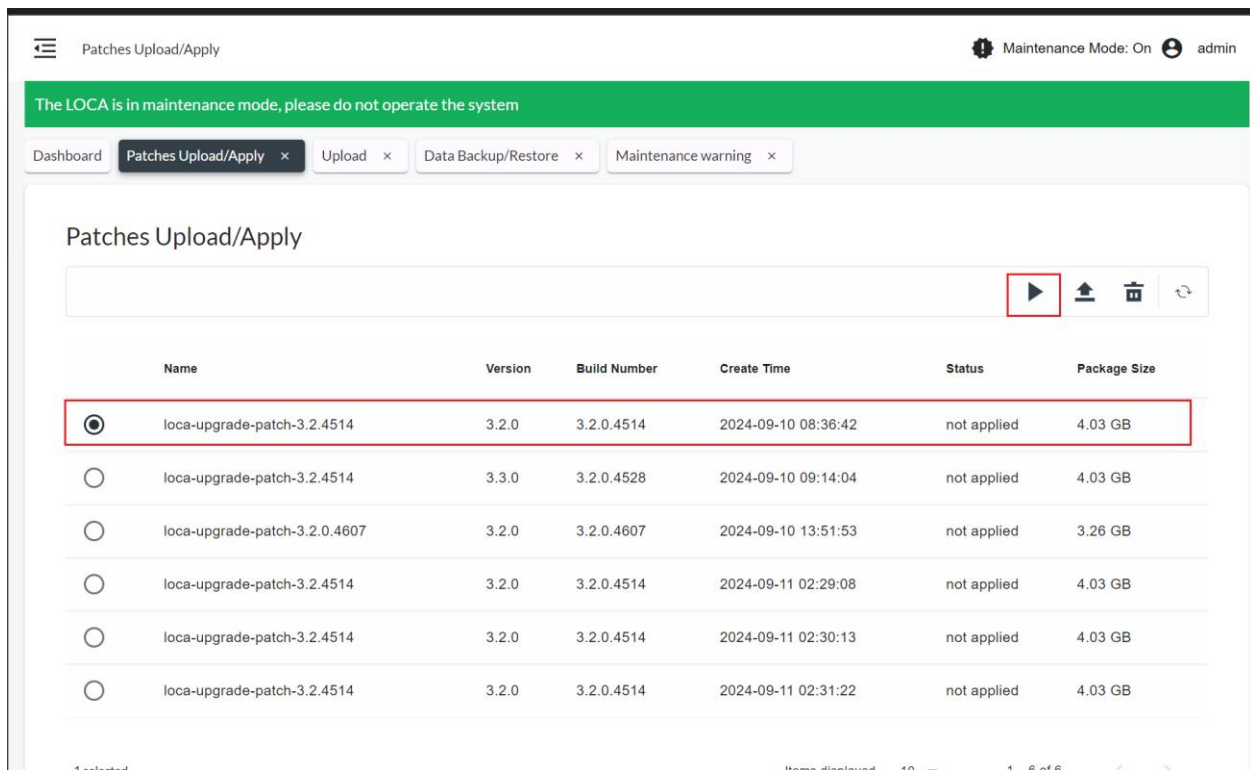 Patches Upload/Apply Maintenance Mode: On admin
The LOCA is in maintenance mode, please do not operate the system
Dashboard Patches Upload/Apply × Upload × Data Backup/Restore × Maintenance warning ×
Patches Upload/Apply
Name Version Build Number Create Time Status Package Size
loca-upgrade-patch-3.2.4514 3.2.0 3.2.0.4514 2024-09-10 08:36:42 not applied 4.03 GB
loca-upgrade-patch-3.2.4514 3.3.0 3.2.0.4528 2024-09-10 09:14:04 not applied 4.03 GB
loca-upgrade-patch-3.2.0.4607 3.2.0 3.2.0.4607 2024-09-10 13:51:53 not applied 3.26 GB
loca-upgrade-patch-3.2.4514 3.2.0 3.2.0.4514 2024-09-11 02:29:08 not applied 4.03 GB
loca-upgrade-patch-3.2.4514 3.2.0 3.2.0.4514 2024-09-11 02:30:13 not applied 4.03 GB
loca-upgrade-patch-3.2.4514 3.2.0 3.2.0.4514 2024-09-11 02:31:22 not applied 4.03 GB
1 selected Items displayed 10 1 - 6 of 6